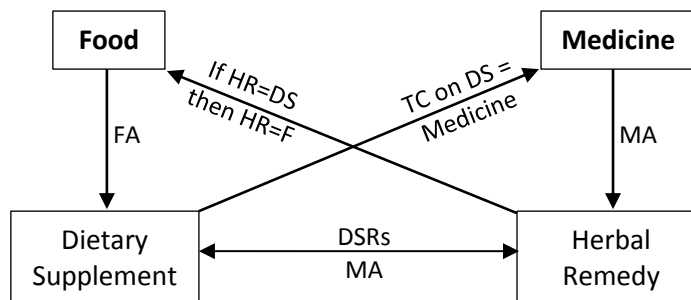 Food
Medicine
If HR=DS
then HR=F
TC on DS =
Medicine
FA
MA
Dietary
Supplement
DSRs
MA
Herbal
Remedy